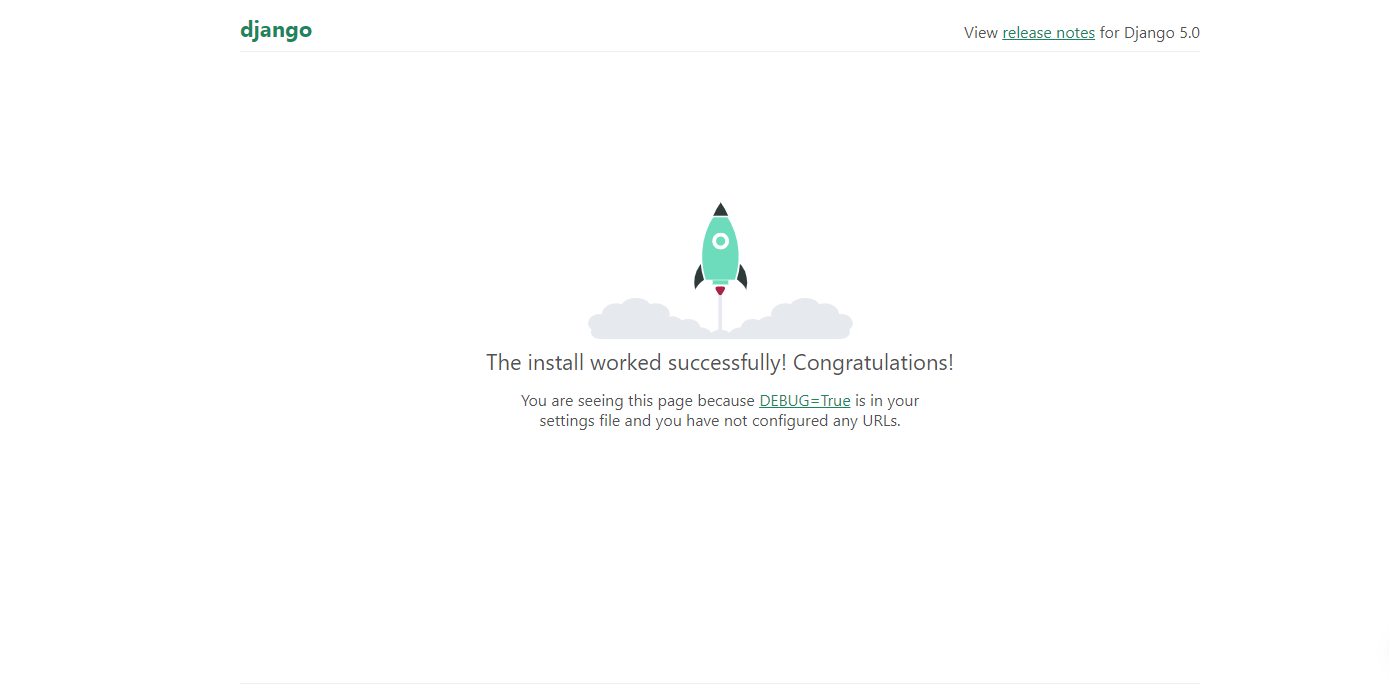 django
View release notes for Django 5.0
The install worked successfully! Congratulations!
You are seeing this page because DEBUG=True is in your
settings file and you have not configured any URLs.